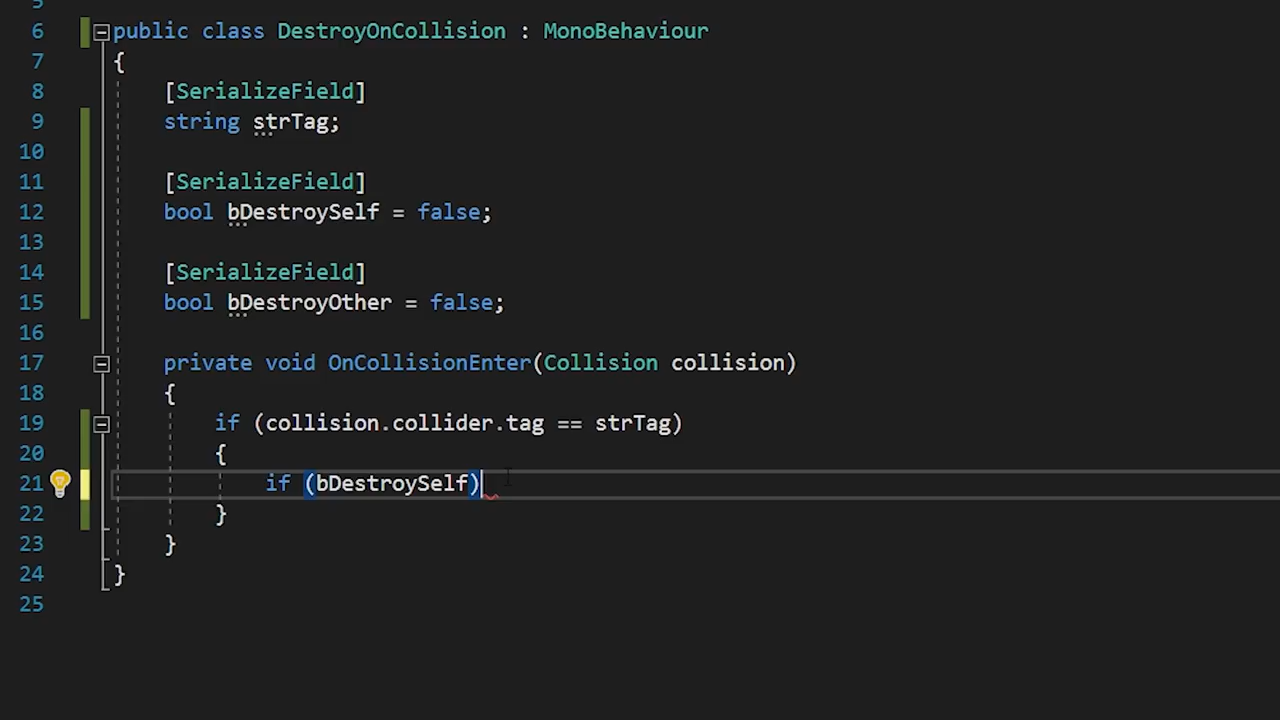 5
6 public class DestroyOnCollision : MonoBehaviour
7 {
8 [SerializeField]
9 string strTag;
10
11 [SerializeField]
12 bool bDestroySelf = false;
13
14 [SerializeField]
15 bool bDestroyOther = false;
16
17 private void OnCollisionEnter(Collision collision)
18 {
19 if (collision.collider.tag == strTag)
20 {
21 if (bDestroySelf)
22 }
23 }
24 }
25